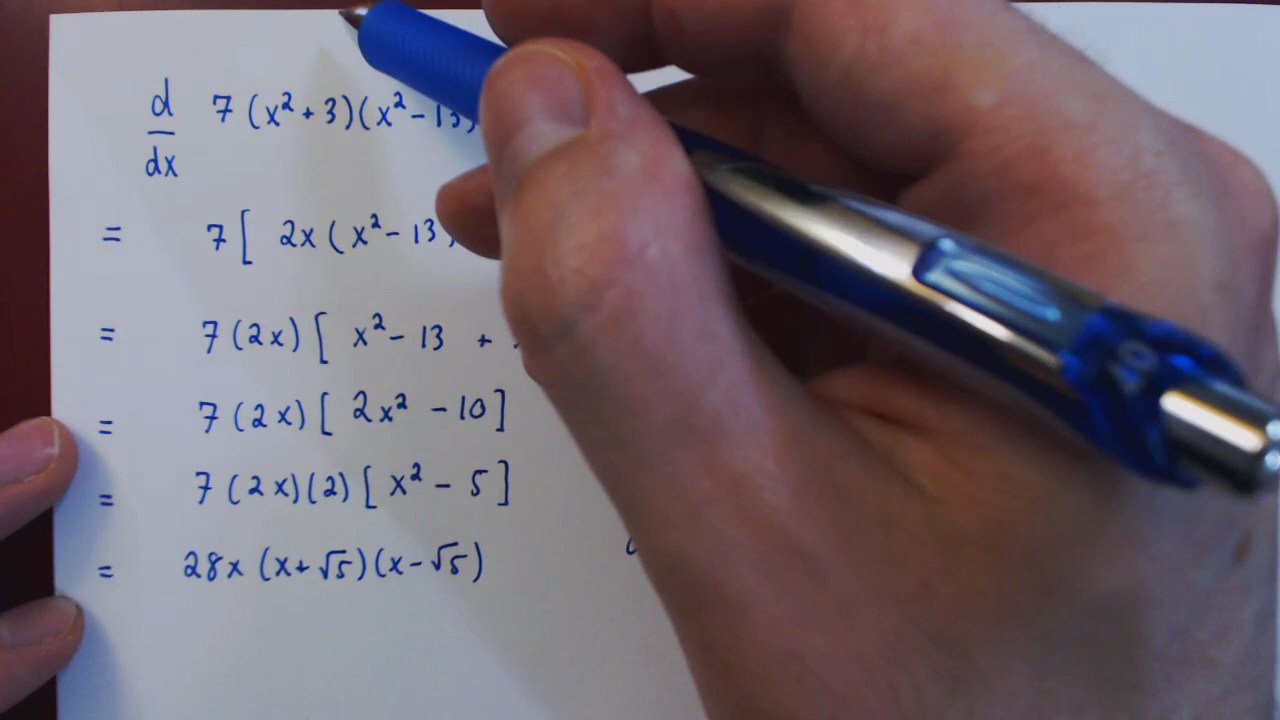 d/dx 7 (x² + 3)(x² - 13)
= 7 [ 2x ( x² - 13
= 7 (2x) [ x² - 13 +
= 7 (2x) [ 2x² - 10 ]
= 7 (2x)(2) [ x² - 5 ]
= 28x (x + √5)(x - √5)